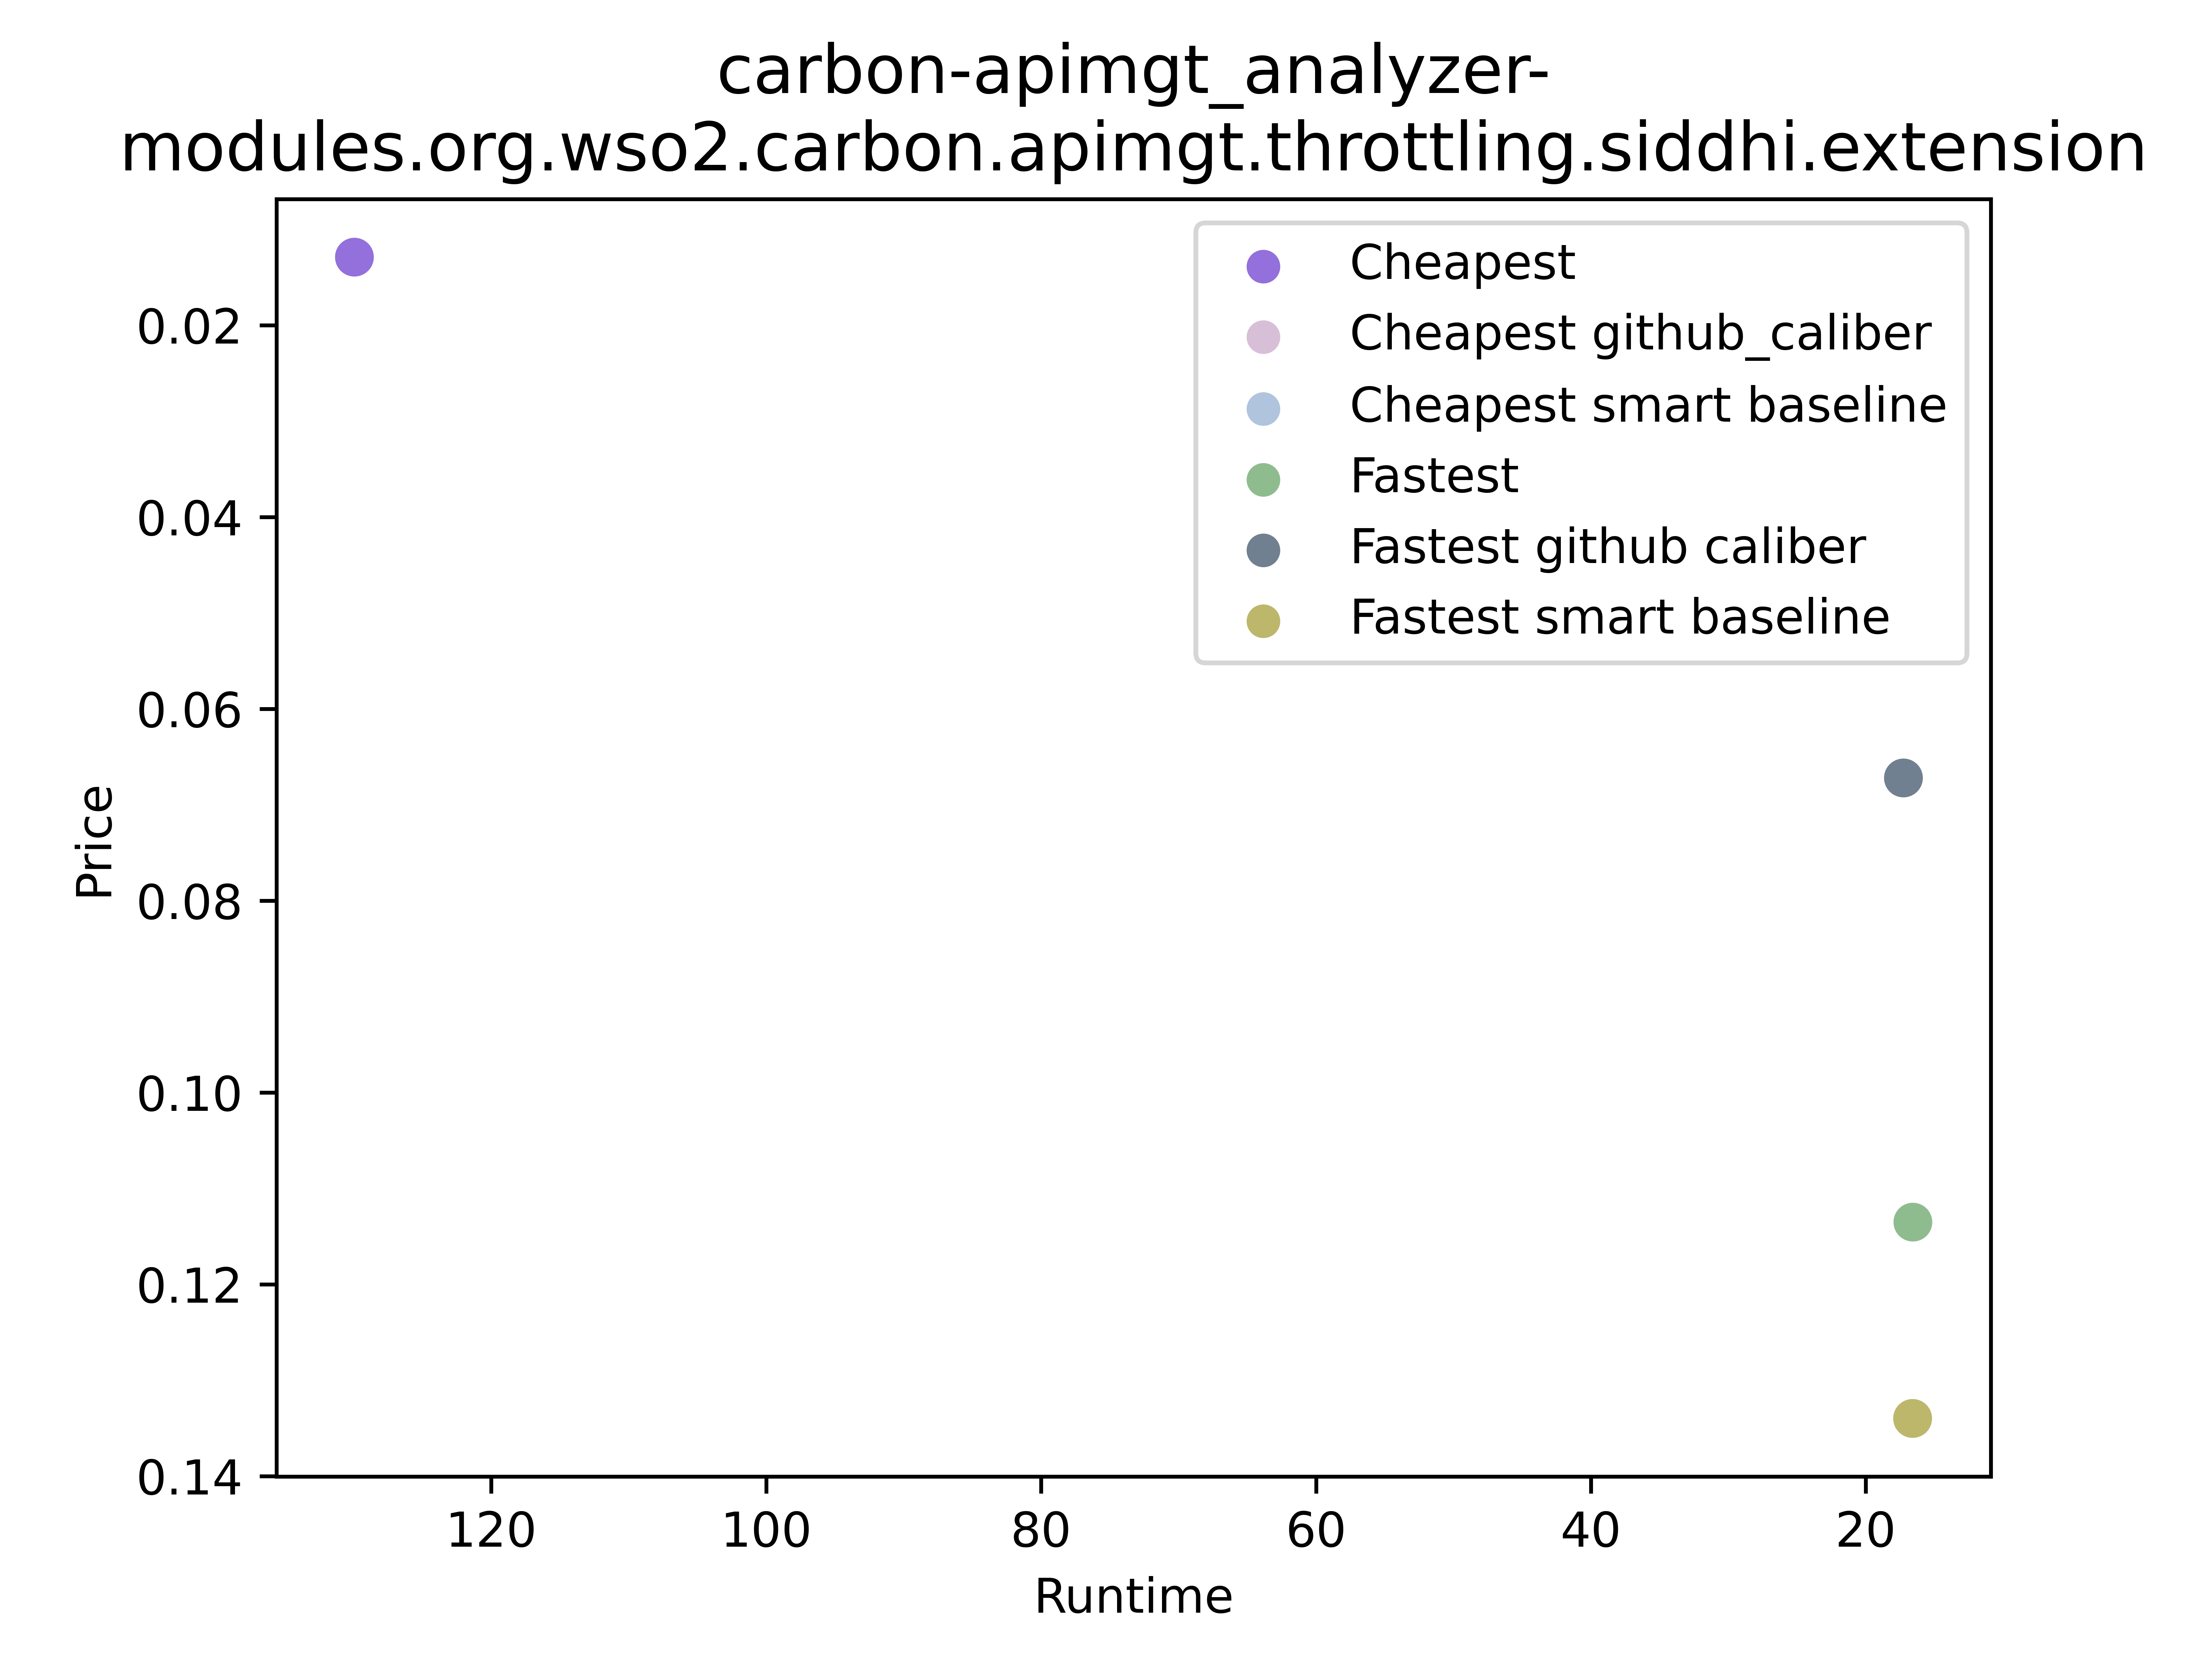 carbon-apimgt_analyzer-
modules.org.wso2.carbon.apimgt.throttling.siddhi.extension
Cheapest
Cheapest github_caliber
Cheapest smart baseline
Fastest
Fastest github caliber
Fastest smart baseline
0.02
0.04
0.06
0.08
0.10
0.12
0.14
Price
120 100 80 60 40 20
Runtime